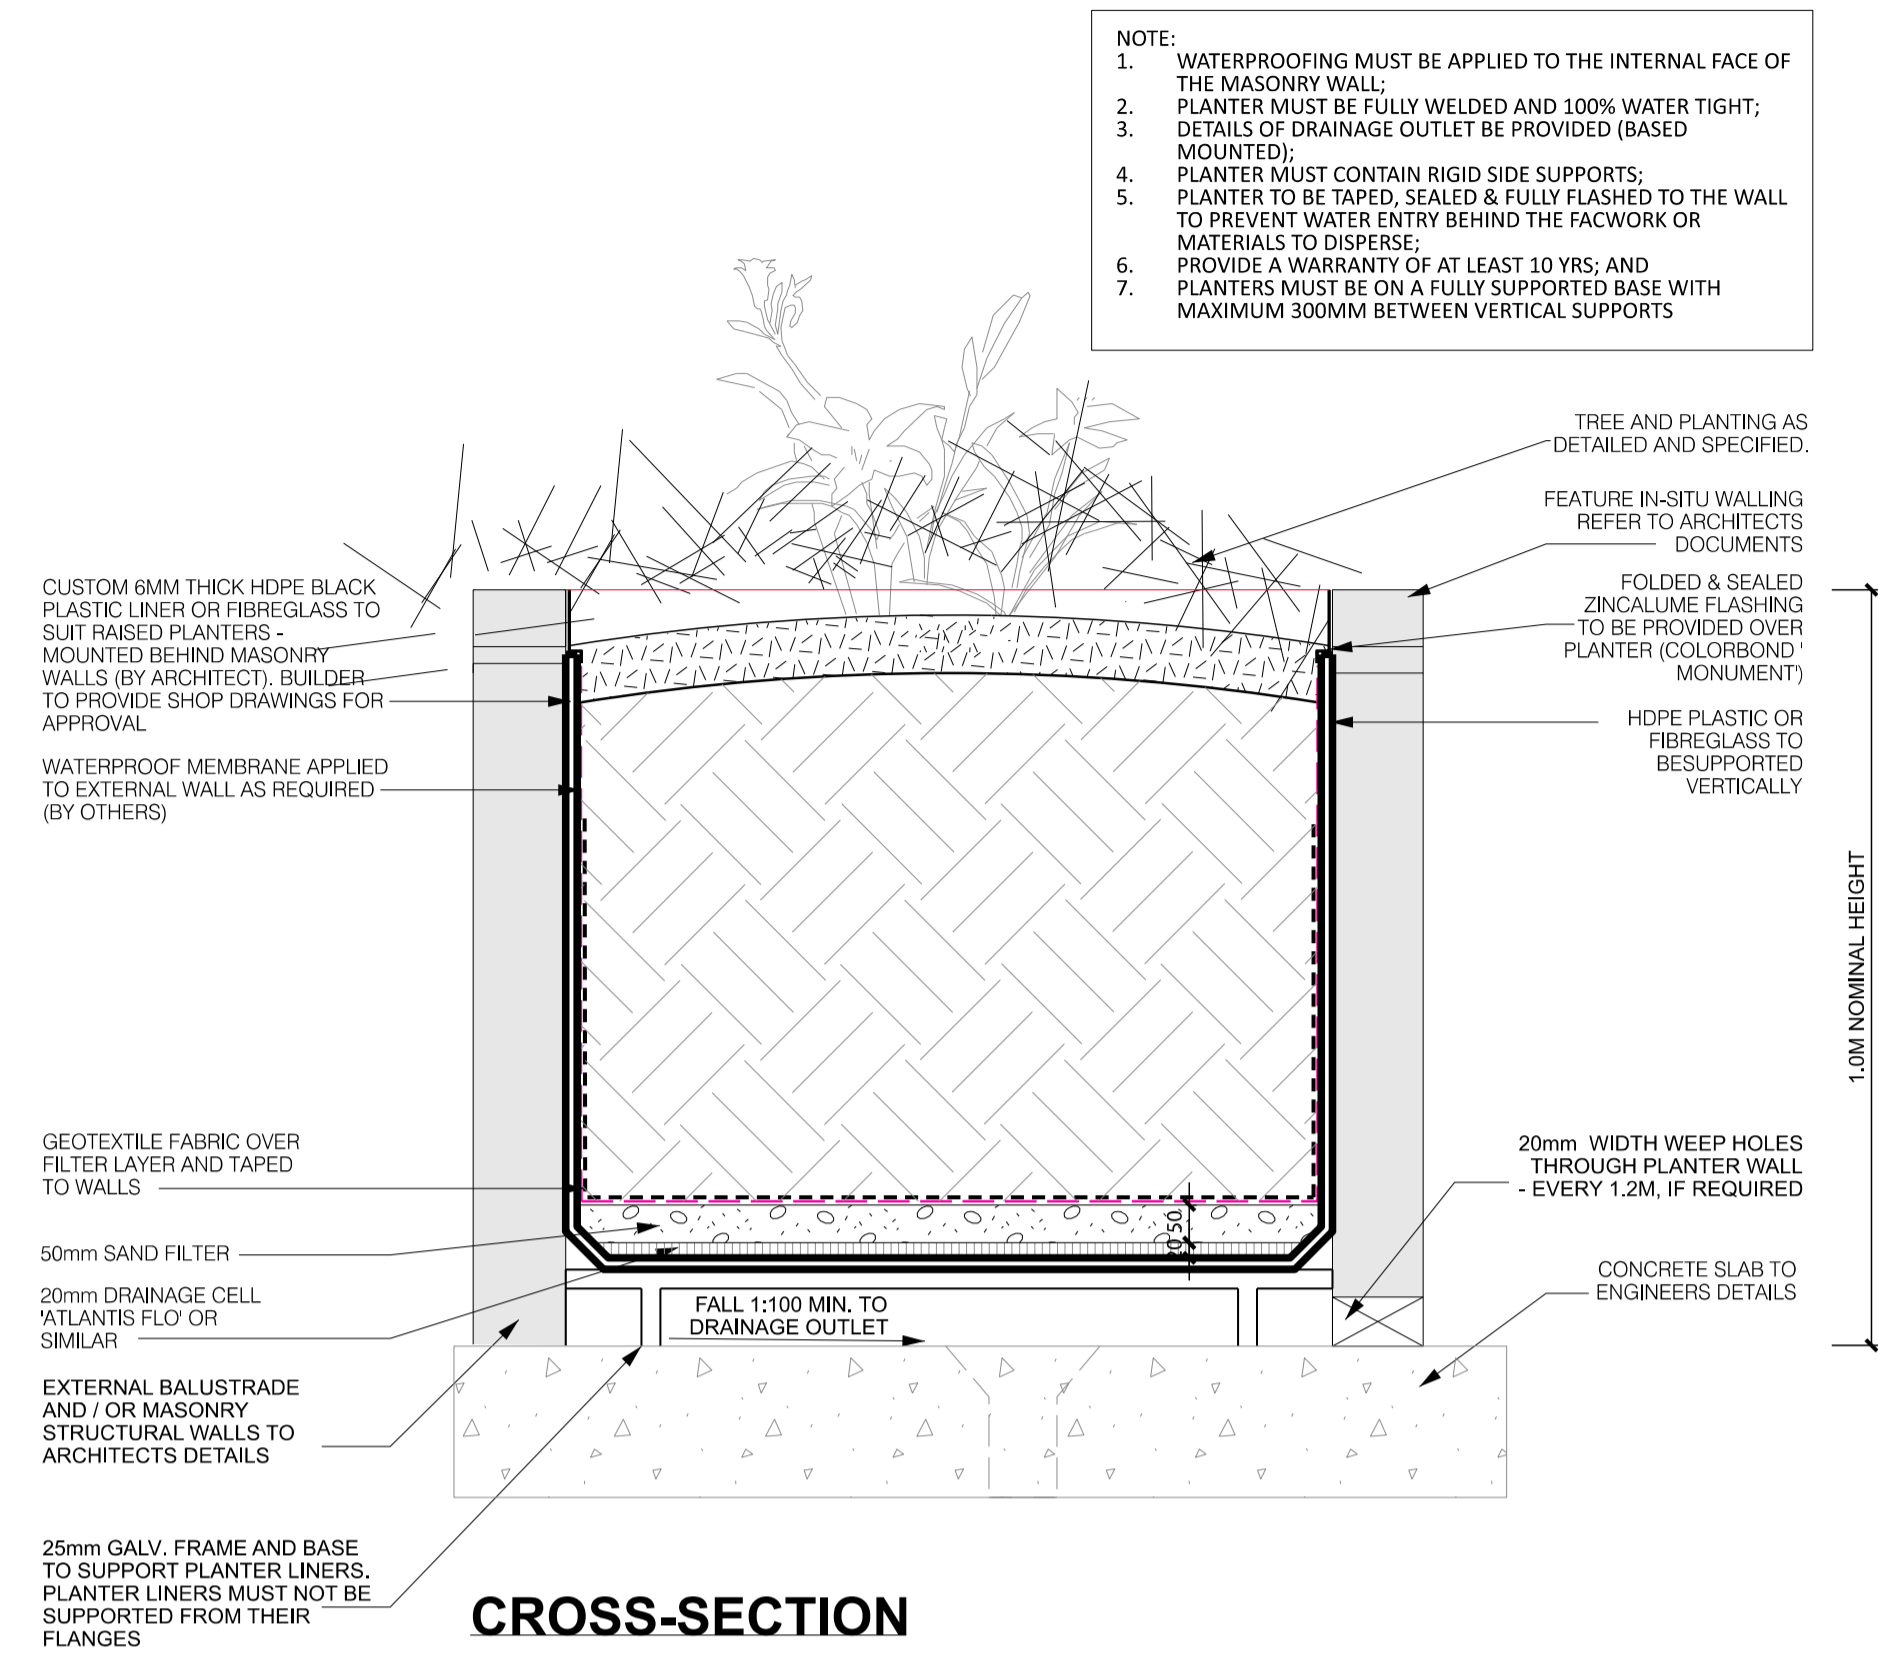 NOTE:
1. WATERPROOFING MUST BE APPLIED TO THE INTERNAL FACE OF
THE MASONRY WALL;
2. PLANTER MUST BE FULLY WELDED AND 100% WATER TIGHT;
3. DETAILS OF DRAINAGE OUTLET BE PROVIDED (BASED
MOUNTED);
4. PLANTER MUST CONTAIN RIGID SIDE SUPPORTS;
5. PLANTER TO BE TAPED, SEALED & FULLY FLASHED TO THE WALL
TO PREVENT WATER ENTRY BEHIND THE FACWORK OR
MATERIALS TO DISPERSE;
6. PROVIDE A WARRANTY OF AT LEAST 10 YRS; AND
7. PLANTERS MUST BE ON A FULLY SUPPORTED BASE WITH
MAXIMUM 300MM BETWEEN VERTICAL SUPPORTS
CUSTOM 6MM THICK HDPE BLACK
PLASTIC LINER OR FIBREGLASS TO
SUIT RAISED PLANTERS -
MOUNTED BEHIND MASONRY
WALLS (BY ARCHITECT). BUILDER
TO PROVIDE SHOP DRAWINGS FOR
APPROVAL
WATERPROOF MEMBRANE APPLIED
TO EXTERNAL WALL AS REQUIRED
(BY OTHERS)
GEOTEXTILE FABRIC OVER
FILTER LAYER AND TAPED
TO WALLS
50mm SAND FILTER
20mm DRAINAGE CELL
'ATLANTIS FLO' OR
SIMILAR
EXTERNAL BALUSTRADE
AND / OR MASONRY
STRUCTURAL WALLS TO
ARCHITECTS DETAILS
25mm GALV. FRAME AND BASE
TO SUPPORT PLANTER LINERS.
PLANTER LINERS MUST NOT BE
SUPPORTED FROM THEIR
FLANGES
50
20
FALL 1:100 MIN. TO
DRAINAGE OUTLET
TREE AND PLANTING AS
DETAILED AND SPECIFIED.
FEATURE IN-SITU WALLING
REFER TO ARCHITECTS
DOCUMENTS
FOLDED & SEALED
ZINCALUME FLASHING
TO BE PROVIDED OVER
PLANTER (COLORBOND '
MONUMENT')
HDPE PLASTIC OR
FIBREGLASS TO
BESUPPORTED
VERTICALLY
20mm WIDTH WEEP HOLES
THROUGH PLANTER WALL
- EVERY 1.2M, IF REQUIRED
CONCRETE SLAB TO
ENGINEERS DETAILS
1.0M NOMINAL HEIGHT
CROSS-SECTION